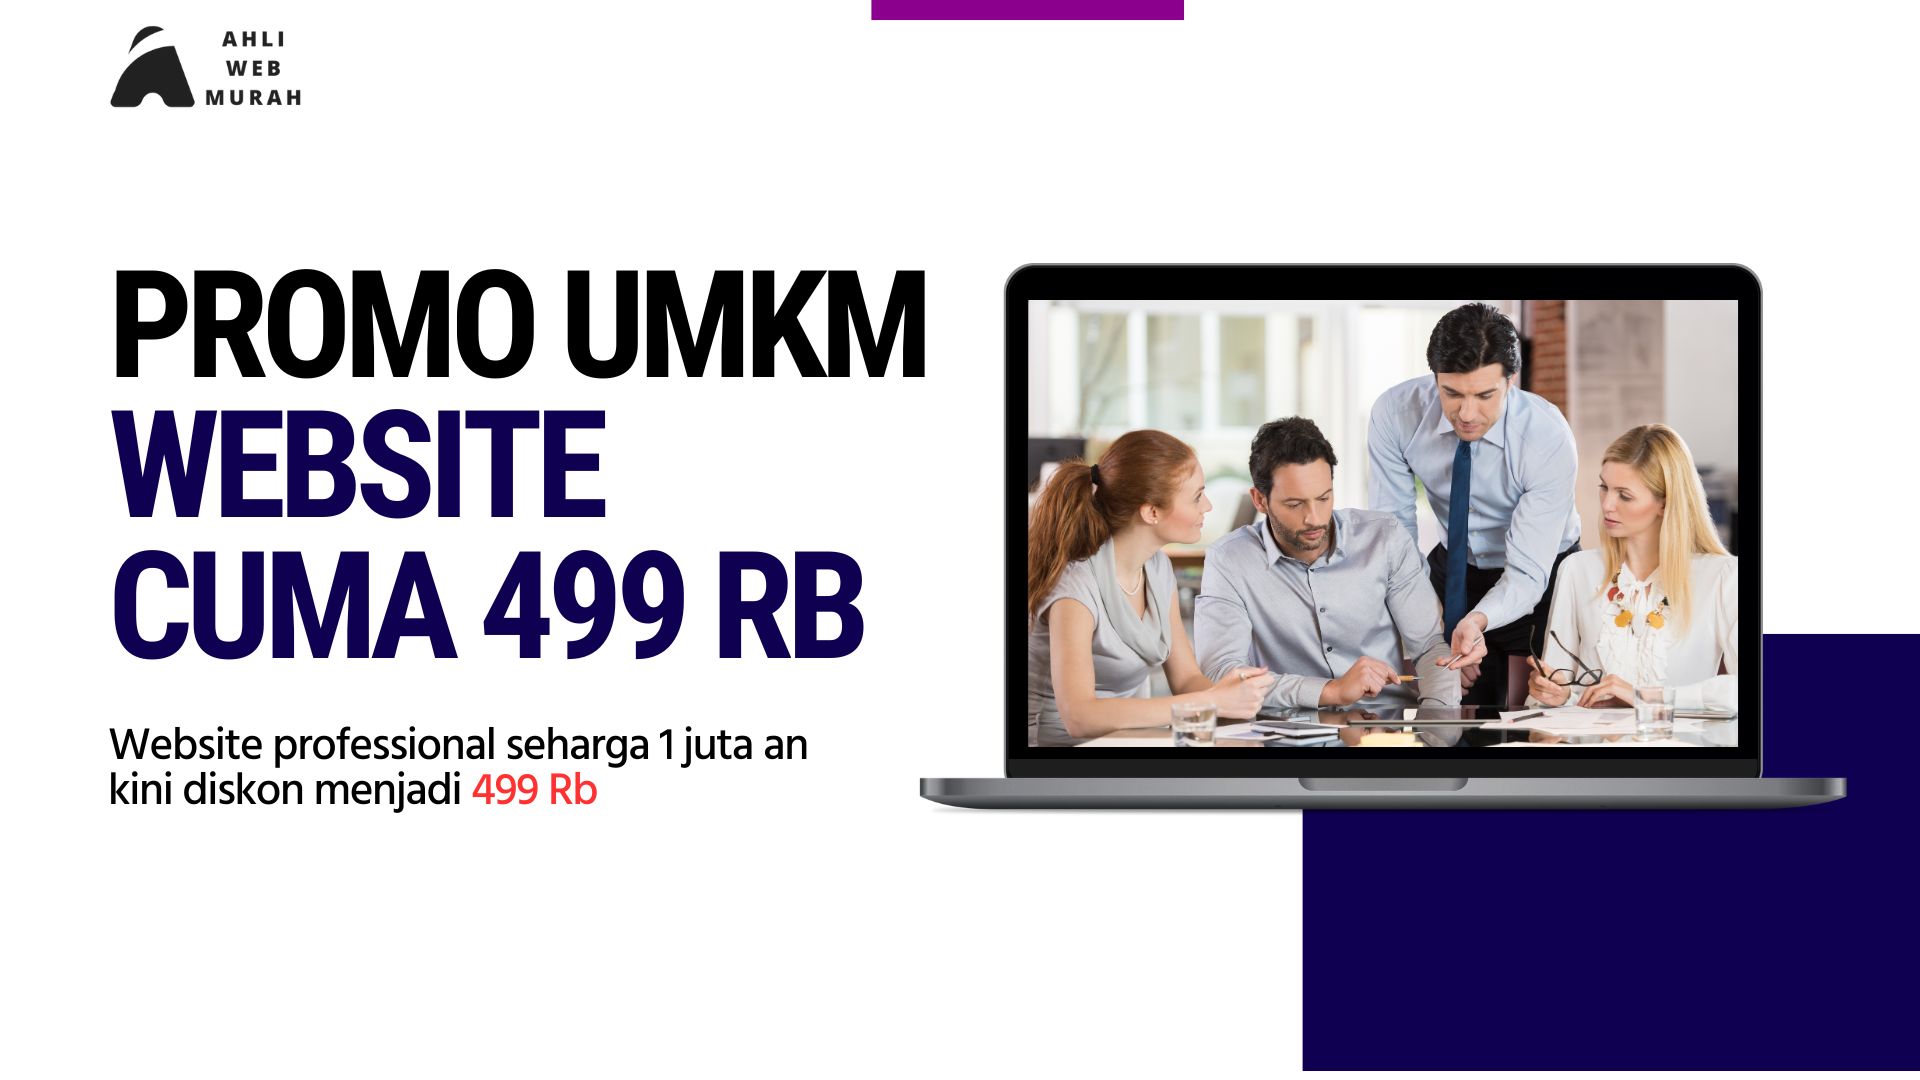 AHLI
WEB
MURAH
PROMO UMKM
WEBSITE
CUMA 499 RB
Website professional seharga 1 juta an
kini diskon menjadi 499 Rb